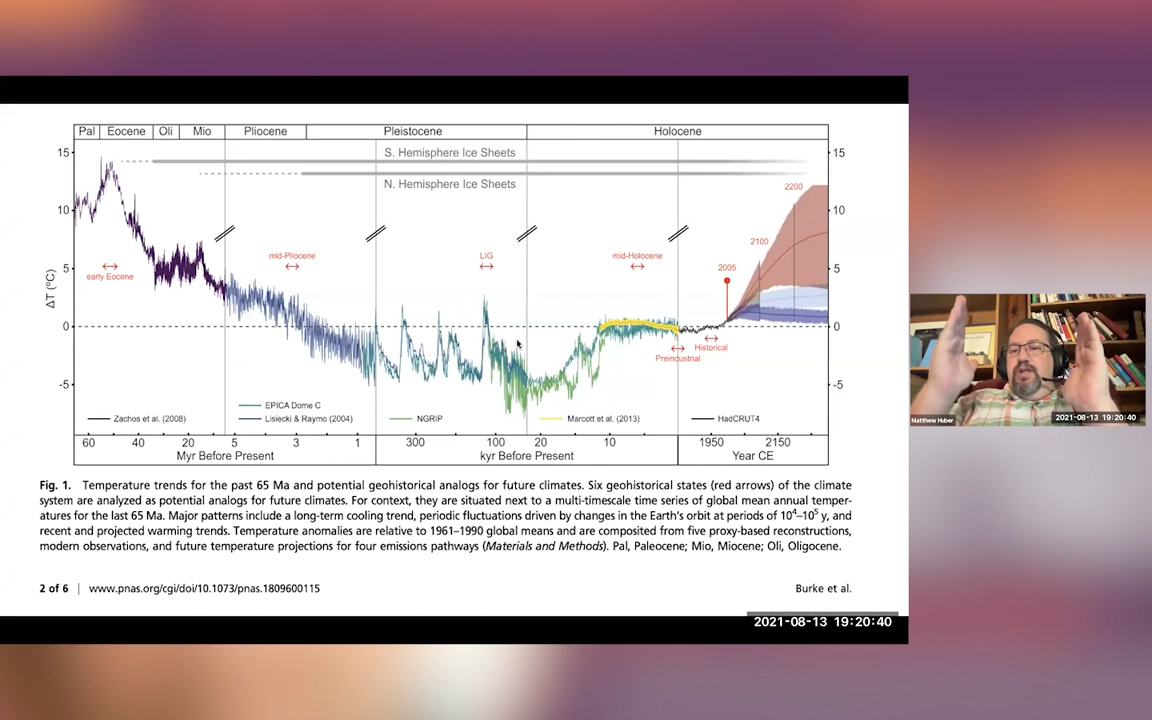 Pal Eocene Oli Mio Pliocene Pleistocene Holocene
15 S. Hemisphere Ice Sheets 15
N. Hemisphere Ice Sheets
2200
10 10
2100
mid-Pliocene LIG mid-Holocene
2005
5 5
early Eocene
ΔT (°C)
0 0
Historical
Preindustrial
-5 -5
EPICA Dome C
Zachos et al. (2008) Lisiecki & Raymo (2004) NGRIP Marcott et al. (2013) HadCRUT4
60 40 20 5 3 1 300 100 20 10 1950 2150
Myr Before Present kyr Before Present Year CE
Fig. 1. Temperature trends for the past 65 Ma and potential geohistorical analogs for future climates. Six geohistorical states (red arrows) of the climate
system are analyzed as potential analogs for future climates. For context, they are situated next to a multi-timescale time series of global mean annual temper-
atures for the last 65 Ma. Major patterns include a long-term cooling trend, periodic fluctuations driven by changes in the Earth's orbit at periods of 10⁴–10⁵ y, and
recent and projected warming trends. Temperature anomalies are relative to 1961–1990 global means and are composited from five proxy-based reconstructions,
modern observations, and future temperature projections for four emissions pathways (Materials and Methods). Pal, Paleocene; Mio, Miocene; Oli, Oligocene.
2 of 6 | www.pnas.org/cgi/doi/10.1073/pnas.1809600115 Burke et al.
2021-08-13 19:20:40
Matthew Huber 2021-08-13 19:20:40